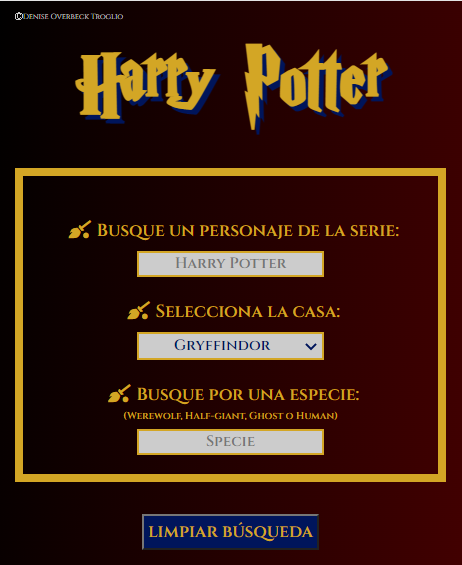 ©Denise Overbeck Troglio
Harry Potter
Busque un personaje de la serie:
Harry Potter
Selecciona la casa:
Gryffindor
Busque por una especie:
(Werewolf, Half-giant, Ghost o Human)
Specie
LIMPIAR BÚSQUEDA